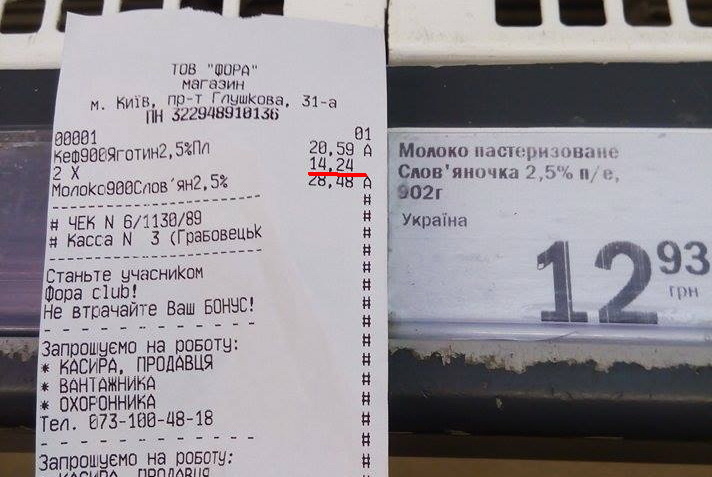 ТОВ "ФОРА"
магазин
м. Київ, пр-т Глушкова, 31-а
ПН 322948910136
00001 01
Кеф900Яготин2,5%Пл 20,59 А
2 X 14,24
Молоко900Слов'ян2,5% 28,48 А
#
# ЧЕК N 6/1130/89 #
# Касса N 3 (Грабовецьк #
- - - - - - - - - - - - - - - - #
Станьте учасником #
Фора club! #
Не втрачайте Ваш БОНУС! #
- - - - - - - - - - - - - - - - #
Запрошуємо на роботу: #
* КАСИРА, ПРОДАВЦЯ #
* ВАНТАЖНИКА #
* ОХОРОННИКА #
Тел. 073-100-48-18 #
- - - - - - - - - - - - - - - - #
Запрошуємо на роботу: #
* КАСИРА, ПРОДАВЦЯ #
Молоко пастеризоване
Слов'яночка 2,5% п/е,
902г
Україна
12 93
грн